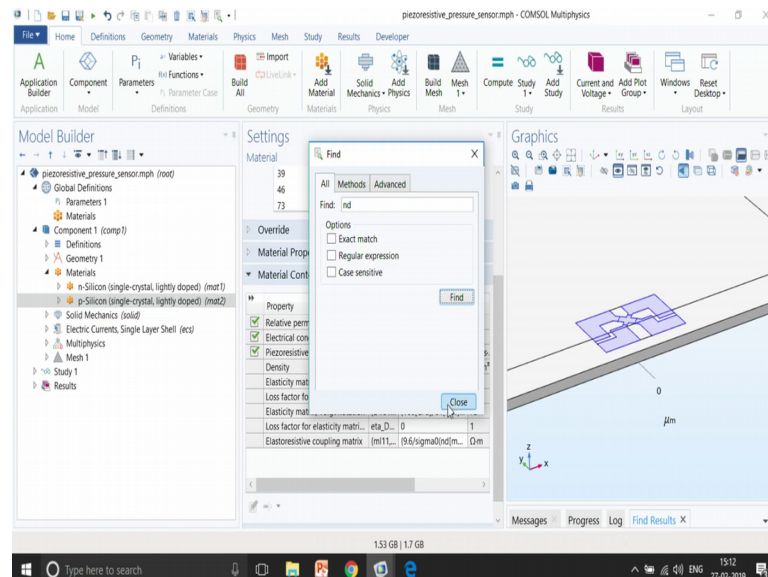 piezoresistive_pressure_sensor.mph - COMSOL Multiphysics
File Home Definitions Geometry Materials Physics Mesh Study Results Developer
Application Builder
Component
Parameters
Variables
Functions
Parameter Case
Build All
Import
LiveLink
Add Material
Solid Mechanics
Add Physics
Build Mesh
Mesh 1
Compute
Study 1
Add Study
Current and Voltage
Add Plot Group
Windows
Reset Desktop
Application Model Definitions Geometry Materials Physics Mesh Study Results Layout
Model Builder
piezoresistive_pressure_sensor.mph (root)
Global Definitions
Parameters 1
Materials
Component 1 (comp1)
Definitions
Geometry 1
Materials
n-Silicon (single-crystal, lightly doped) (mat1)
p-Silicon (single-crystal, lightly doped) (mat2)
Solid Mechanics (solid)
Electric Currents, Single Layer Shell (ecs)
Multiphysics
Mesh 1
Study 1
Results
Settings
Material
39
46
73
Override
Material Prope
Material Cont
Property
Relative perm
Electrical con
Piezoresistive
Density
Elasticity mat
Loss factor fo
Loss factor for elasticity matri... eta_D... 0 1
Elastoresistive coupling matrix {ml11,... {9.6/sigma0(nd[m... Ω·m
Find
All Methods Advanced
Find: nd
Options
Exact match
Regular expression
Case sensitive
Find
Close
Graphics
0
μm
z
y
x
Messages Progress Log Find Results
1.53 GB | 1.7 GB
Type here to search
ENG
15:12
27-02-2019